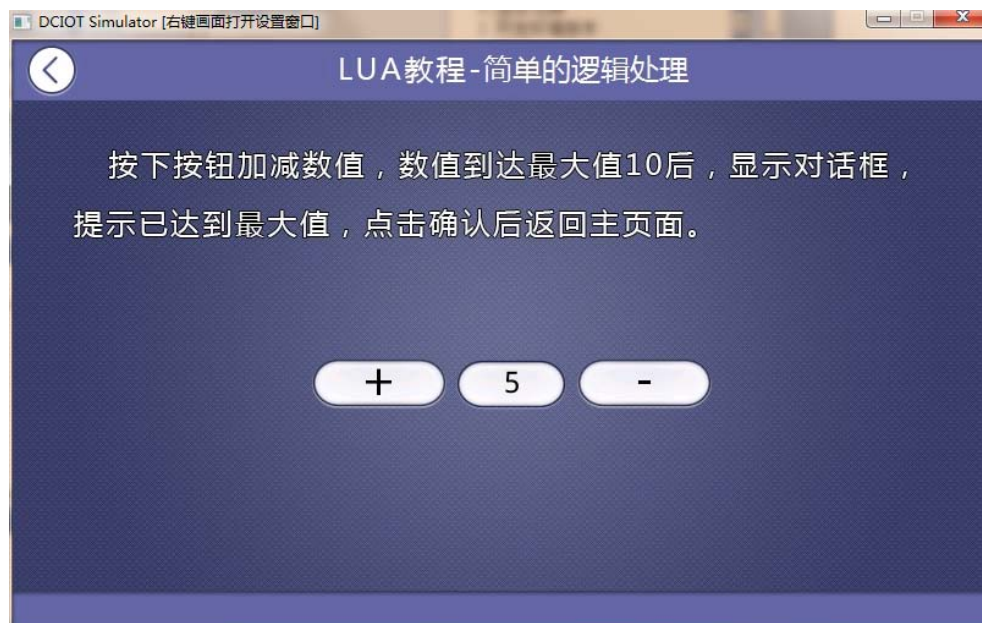 DCIOT Simulator [右键画面打开设置窗口]
LUA教程-简单的逻辑处理
按下按钮加减数值，数值到达最大值10后，显示对话框，
提示已达到最大值，点击确认后返回主页面。
+ 5 -